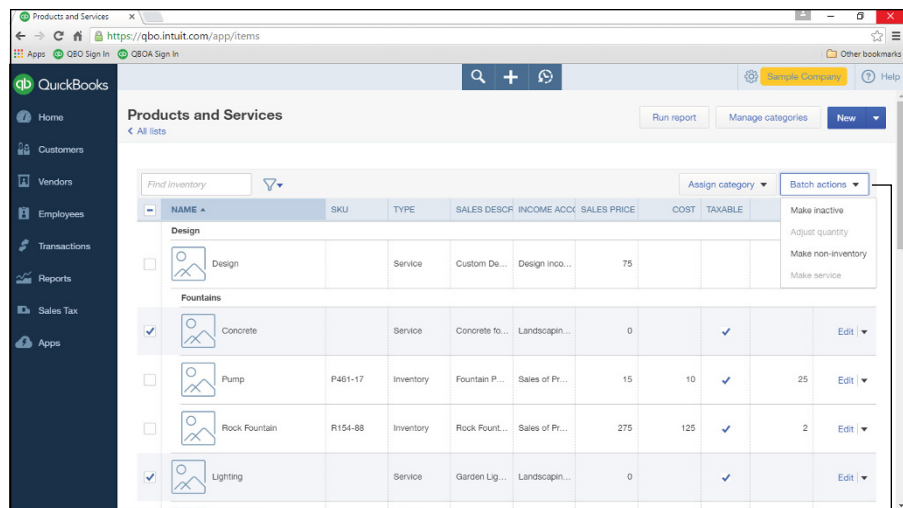 Products and Services
https://qbo.intuit.com/app/items
Apps QBO Sign In QBOA Sign In Other bookmarks
qb QuickBooks
Sample Company Help
Home
Customers
Vendors
Employees
Transactions
Reports
Sales Tax
Apps
Products and Services
All lists
Run report Manage categories New
Find inventory
Assign category Batch actions
Make inactive
Adjust quantity
Make non-inventory
Make service
NAME SKU TYPE SALES DESCR INCOME ACC SALES PRICE COST TAXABLE
Design
Design Service Custom De... Design inco... 75
Fountains
Concrete Service Concrete fo... Landscapin... 0 Edit
Pump P461-17 Inventory Fountain P... Sales of Pr... 15 10 25 Edit
Rock Fountain R154-88 Inventory Rock Fount... Sales of Pr... 275 125 2 Edit
Lighting Service Garden Lig... Landscapin... 0 Edit